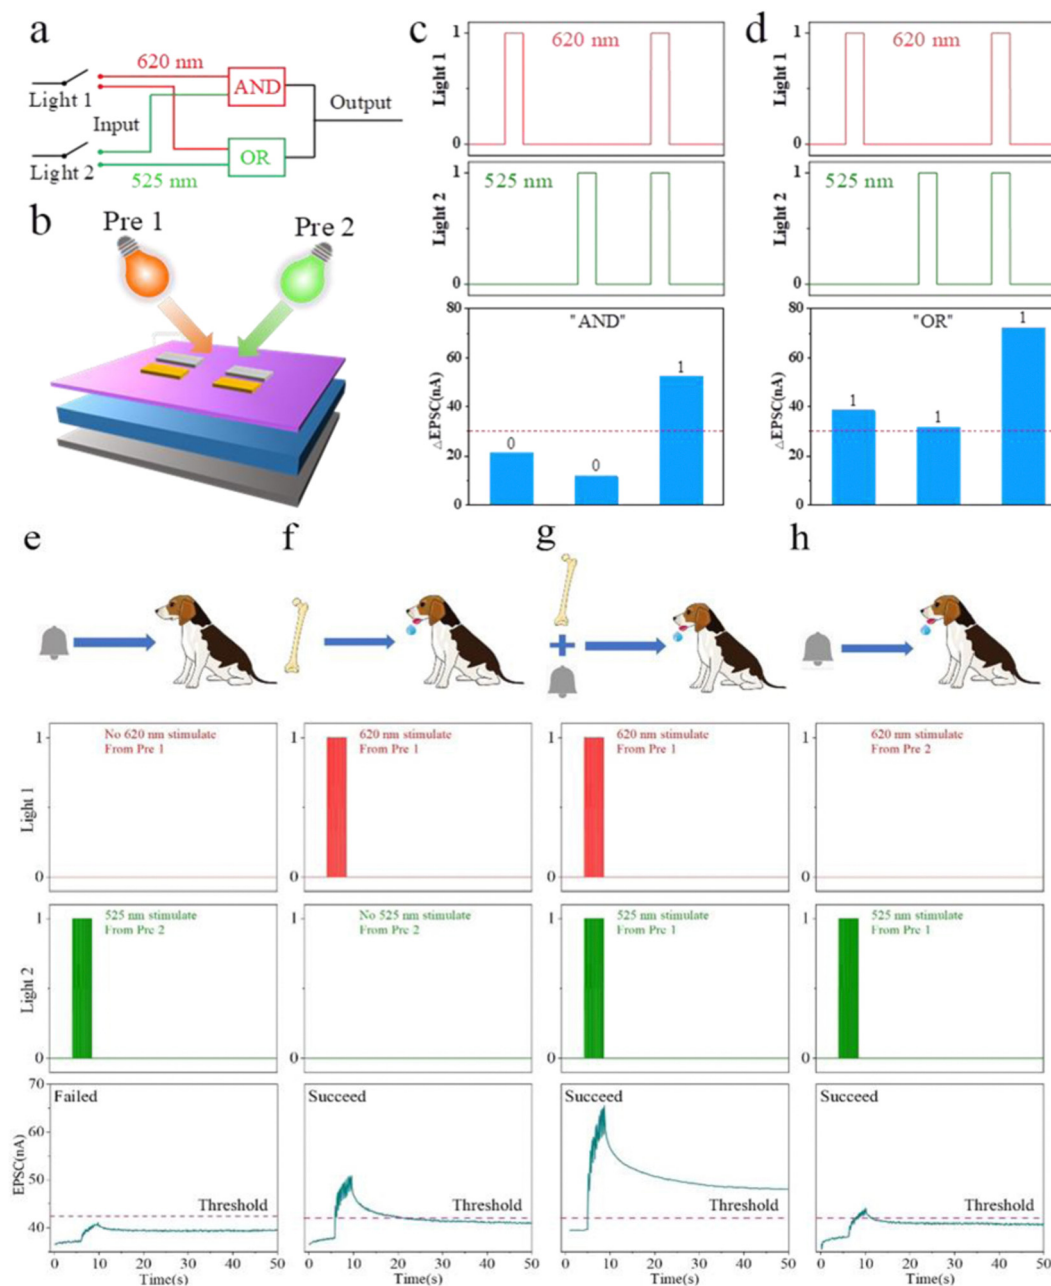 a
620 nm
AND
Light 1
Output
Input
OR
Light 2
525 nm
b
Pre 1
Pre 2
c
Light 1
1
0
620 nm
Light 2
1
0
525 nm
△EPSC(nA)
80
60
40
20
0
"AND"
0
0
1
d
Light 1
1
0
620 nm
Light 2
1
0
525 nm
△EPSC(nA)
80
60
40
20
0
"OR"
1
1
1
e
f
g
h
Light 1
1
0
No 620 nm stimulate
From Pre 1
1
0
620 nm stimulate
From Pre 1
1
0
620 nm stimulate
From Pre 1
1
0
620 nm stimulate
From Pre 2
Light 2
1
0
525 nm stimulate
From Pre 2
1
0
No 525 nm stimulate
From Pre 2
1
0
525 nm stimulate
From Pre 1
1
0
525 nm stimulate
From Pre 1
EPSC(nA)
70
60
50
40
Failed
Threshold
0 10 20 30 40 50
Time(s)
Succeed
Threshold
0 10 20 30 40 50
Time(s)
Succeed
Threshold
0 10 20 30 40 50
Time(s)
Succeed
Threshold
0 10 20 30 40 50
Time(s)